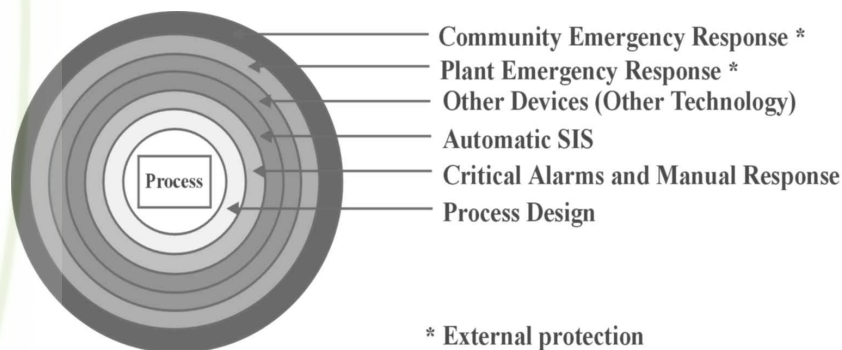 Community Emergency Response *
Plant Emergency Response *
Other Devices (Other Technology)
Automatic SIS
Critical Alarms and Manual Response
Process Design
Process
* External protection